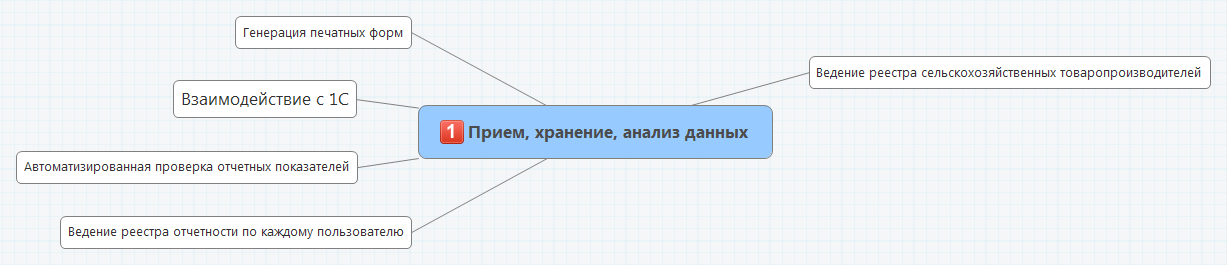 Генерация печатных форм
Ведение реестра сельскохозяйственных товаропроизводителей
Взаимодействие с 1С
1 Прием, хранение, анализ данных
Автоматизированная проверка отчетных показателей
Ведение реестра отчетности по каждому пользователю